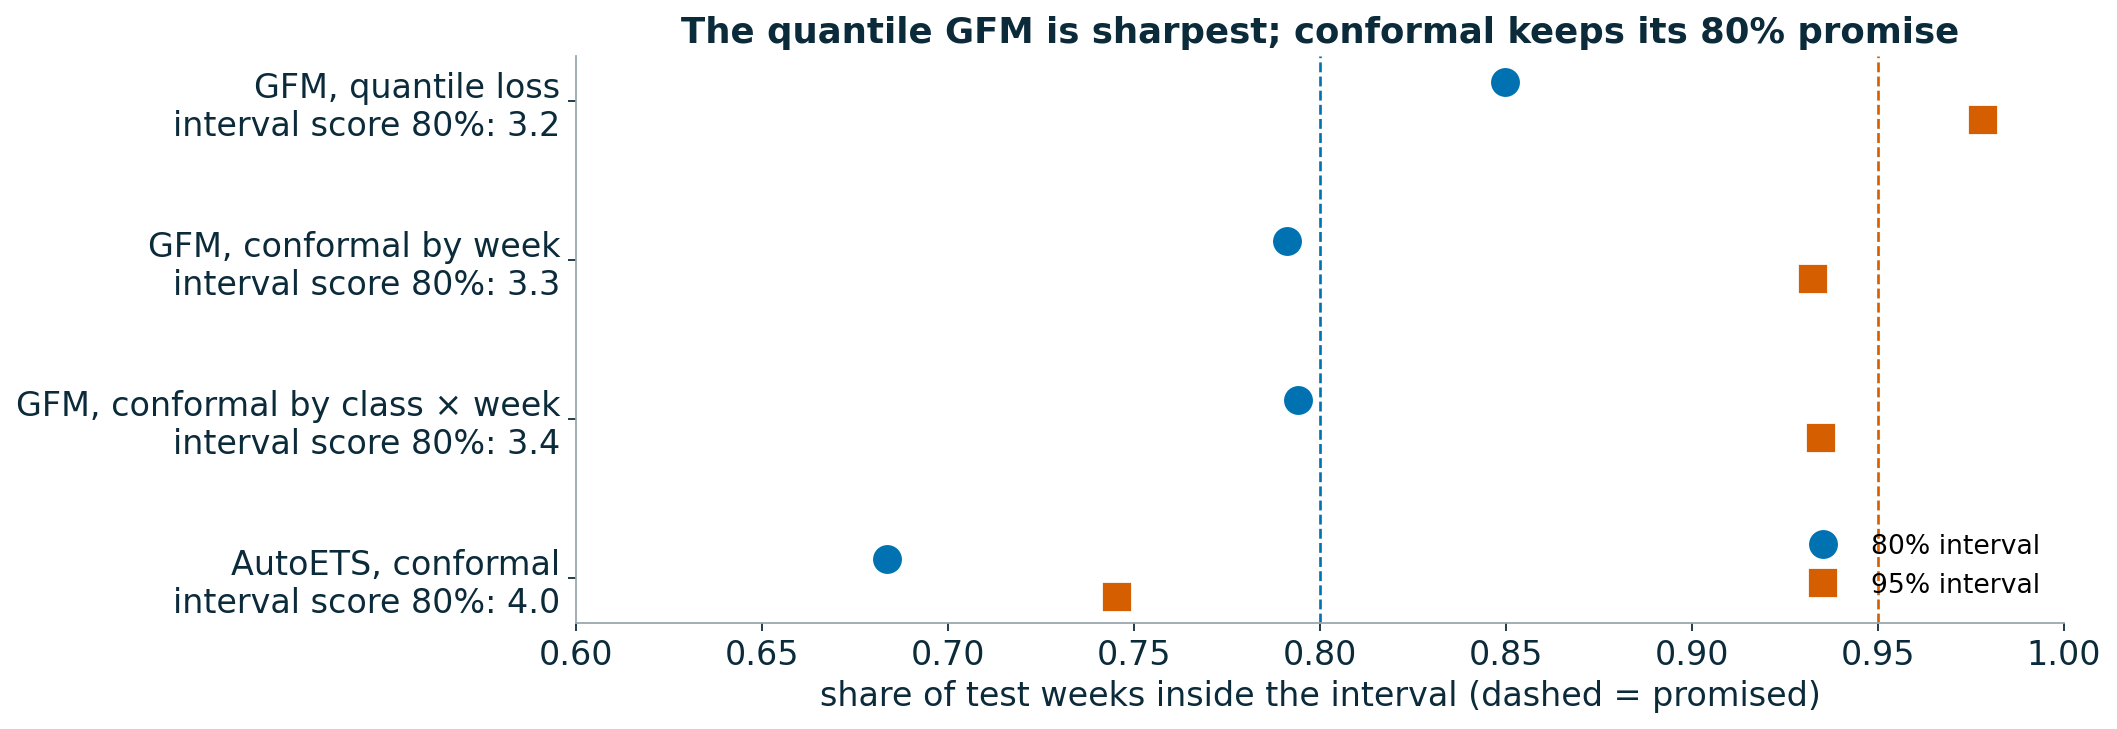 The quantile GFM is sharpest; conformal keeps its 80% promise
GFM, quantile loss
interval score 80%: 3.2
GFM, conformal by week
interval score 80%: 3.3
GFM, conformal by class × week
interval score 80%: 3.4
AutoETS, conformal
interval score 80%: 4.0
80% interval
95% interval
0.60 0.65 0.70 0.75 0.80 0.85 0.90 0.95 1.00
share of test weeks inside the interval (dashed = promised)